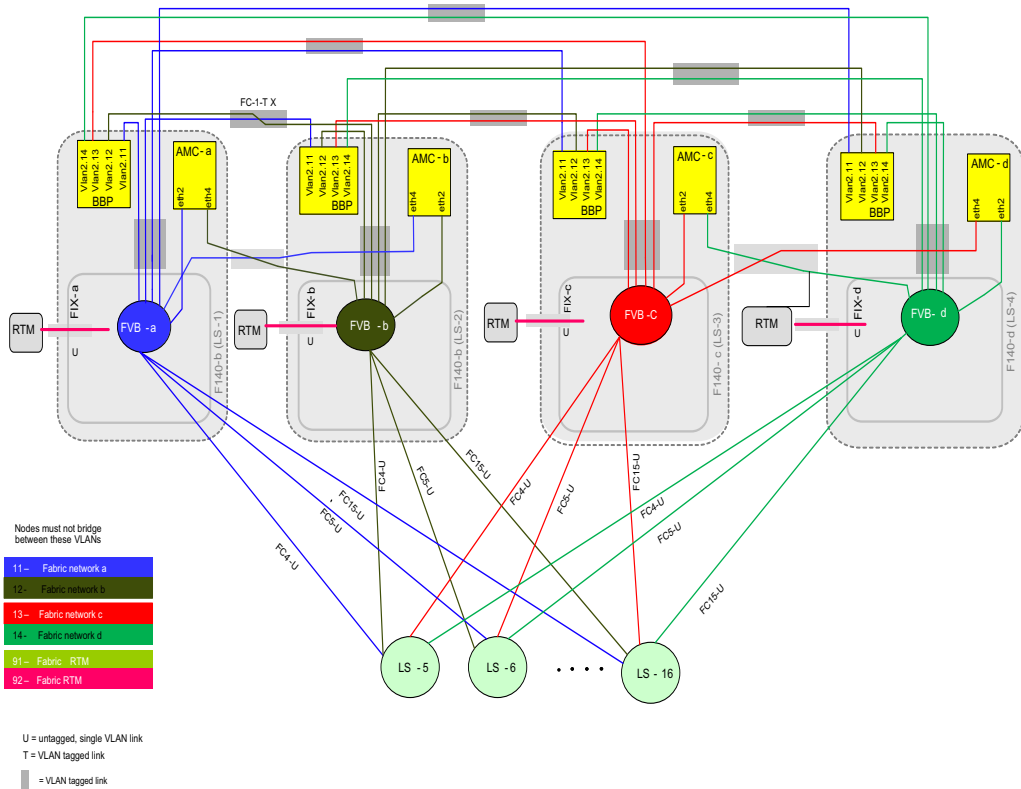 FC-1-T X
Vlan2.14
Vlan2.13
Vlan2.12
Vlan2.11
BBP
AMC-a
eth2
eth4
Vlan2.11
Vlan2.12
Vlan2.13
Vlan2.14
BBP
AMC-b
eth4
eth2
Vlan2.11
Vlan2.12
Vlan2.13
Vlan2.14
BBP
AMC-c
eth2
eth4
Vlan2.11
Vlan2.12
Vlan2.13
Vlan2.14
BBP
AMC-d
eth4
eth2
RTM
FIX-a
U
FVB -a
F140-b (LS-1)
RTM
FIX-b
U
FVB -b
F140-b (LS-2)
RTM
FIX-c
U
FVB -C
F140- c (LS-3)
RTM
FIX-d
U
FVB- d
F140-d (LS-4)
FC4-U
FC5-U
FC15-U
FC4-U
FC5-U
FC15-U
FC4-U
FC5-U
FC15-U
FC4-U
FC5-U
FC15-U
LS - 5
LS - 6
. . . .
LS - 16
Nodes must not bridge
between these VLANs
11– Fabric network a
12- Fabric network b
13– Fabric network c
14- Fabric network d
91– Fabric RTM
92– Fabric RTM
U = untagged, single VLAN link
T = VLAN tagged link
= VLAN tagged link